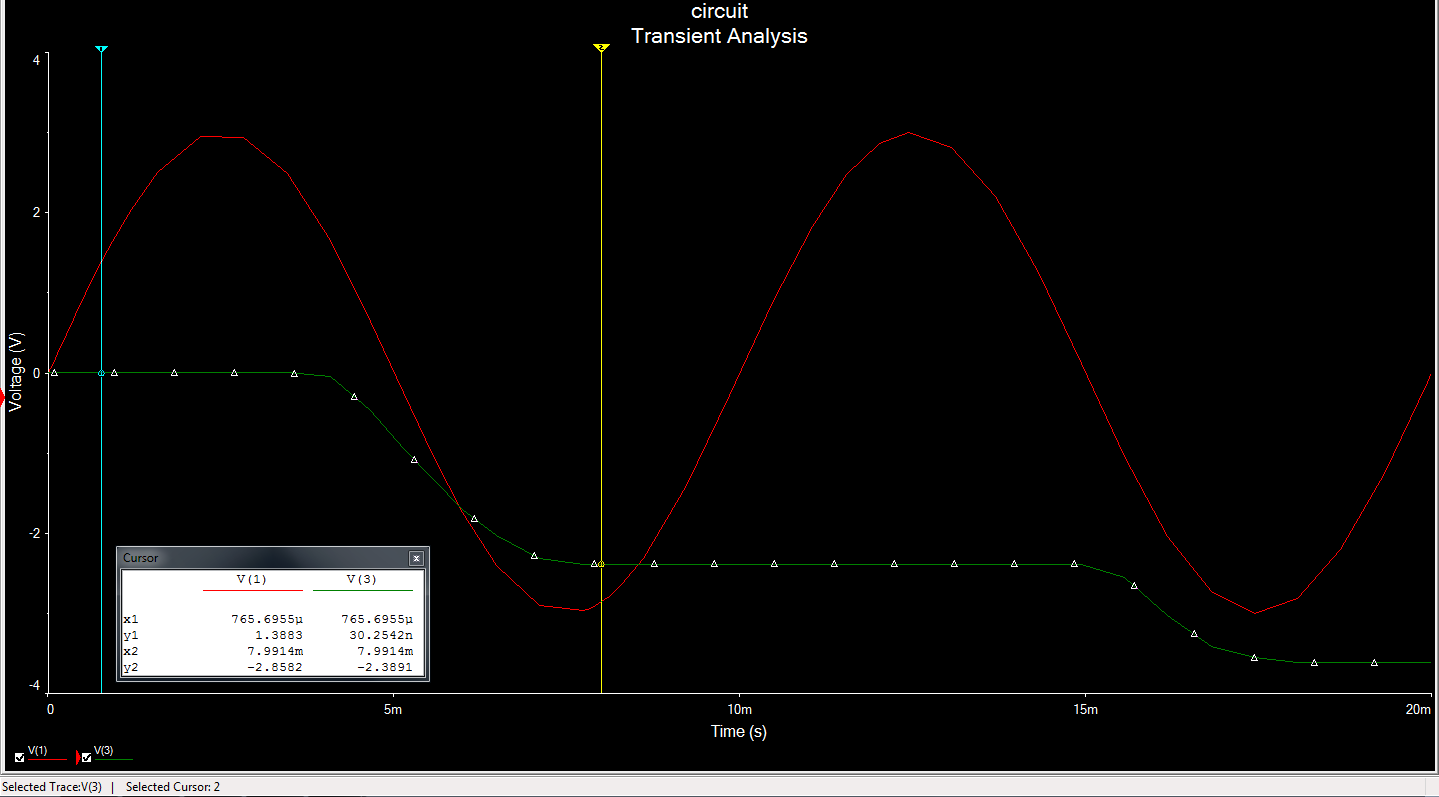 circuit
Transient Analysis
1
2
4
2
0
-2
-4
Voltage (V)
Cursor
x
V(1) V(3)
x1 765.6955µ 765.6955µ
y1 1.3883 30.2542n
x2 7.9914m 7.9914m
y2 -2.8582 -2.3891
0 5m 10m 15m 20m
Time (s)
V(1) V(3)
Selected Trace:V(3) | Selected Cursor: 2